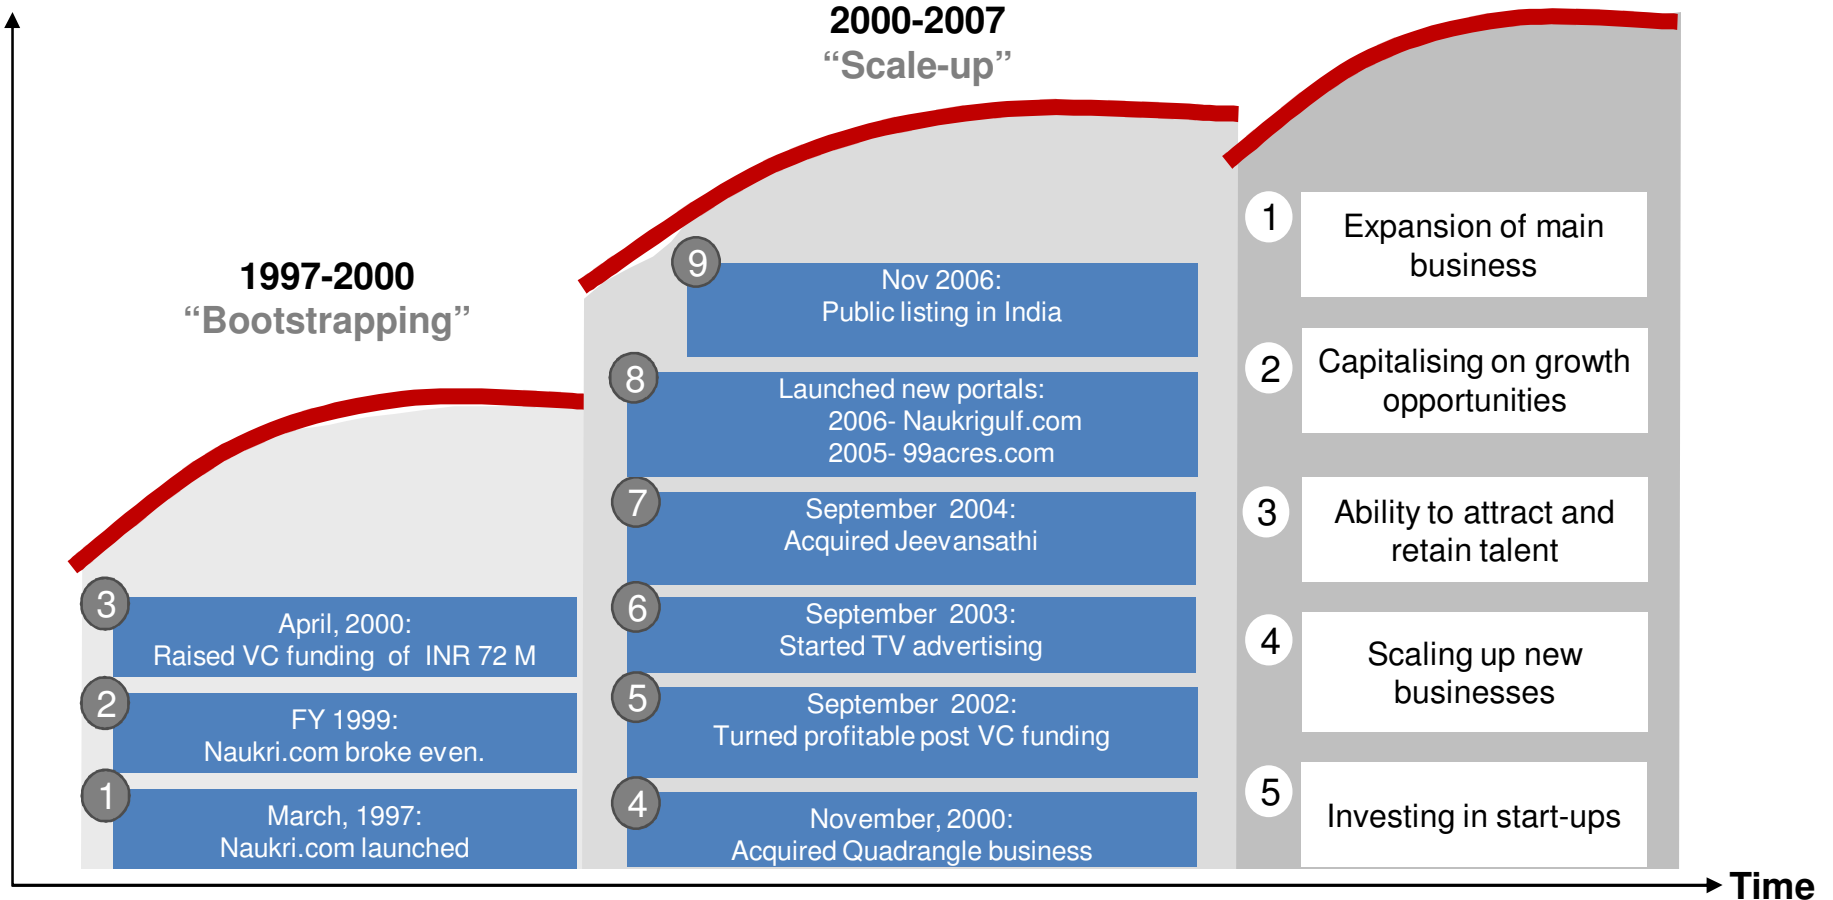 1997-2000
“Bootstrapping”
3
April, 2000:
Raised VC funding of INR 72 M
2
FY 1999:
Naukri.com broke even.
1
March, 1997:
Naukri.com launched
2000-2007
“Scale-up”
9
Nov 2006:
Public listing in India
8
Launched new portals:
2006- Naukrigulf.com
2005- 99acres.com
7
September 2004:
Acquired Jeevansathi
6
September 2003:
Started TV advertising
5
September 2002:
Turned profitable post VC funding
4
November, 2000:
Acquired Quadrangle business
1
Expansion of main
business
2
Capitalising on growth
opportunities
3
Ability to attract and
retain talent
4
Scaling up new
businesses
5
Investing in start-ups
Time